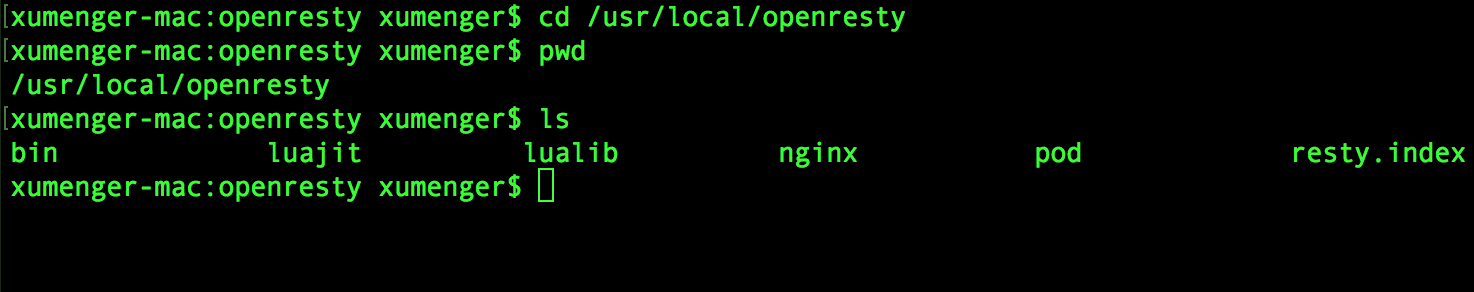 [xumenger-mac:openresty xumenger$ cd /usr/local/openresty
[xumenger-mac:openresty xumenger$ pwd
/usr/local/openresty
[xumenger-mac:openresty xumenger$ ls
bin luajit lualib nginx pod resty.index
xumenger-mac:openresty xumenger$